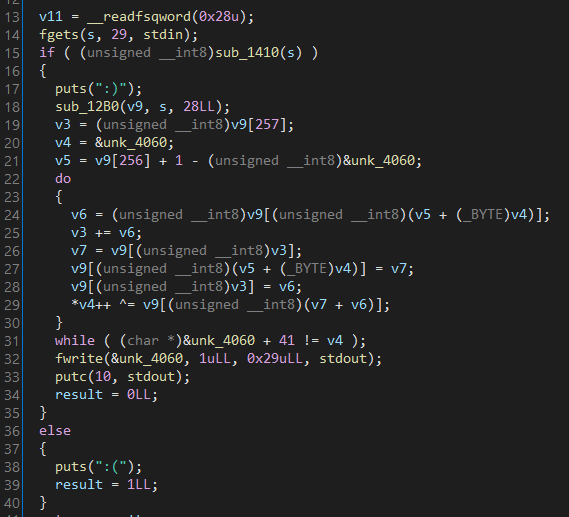 13 v11 = __readfsqword(0x28u);
14 fgets(s, 29, stdin);
15 if ( (unsigned __int8)sub_1410(s) )
16 {
17 puts(":)");
18 sub_12B0(v9, s, 28LL);
19 v3 = (unsigned __int8)v9[257];
20 v4 = &unk_4060;
21 v5 = v9[256] + 1 - (unsigned __int8)&unk_4060;
22 do
23 {
24 v6 = (unsigned __int8)v9[(unsigned __int8)(v5 + (_BYTE)v4)];
25 v3 += v6;
26 v7 = v9[(unsigned __int8)v3];
27 v9[(unsigned __int8)(v5 + (_BYTE)v4)] = v7;
28 v9[(unsigned __int8)v3] = v6;
29 *v4++ ^= v9[(unsigned __int8)(v7 + v6)];
30 }
31 while ( (char *)&unk_4060 + 41 != v4 );
32 fwrite(&unk_4060, 1uLL, 0x29uLL, stdout);
33 putc(10, stdout);
34 result = 0LL;
35 }
36 else
37 {
38 puts(":(");
39 result = 1LL;
40 }